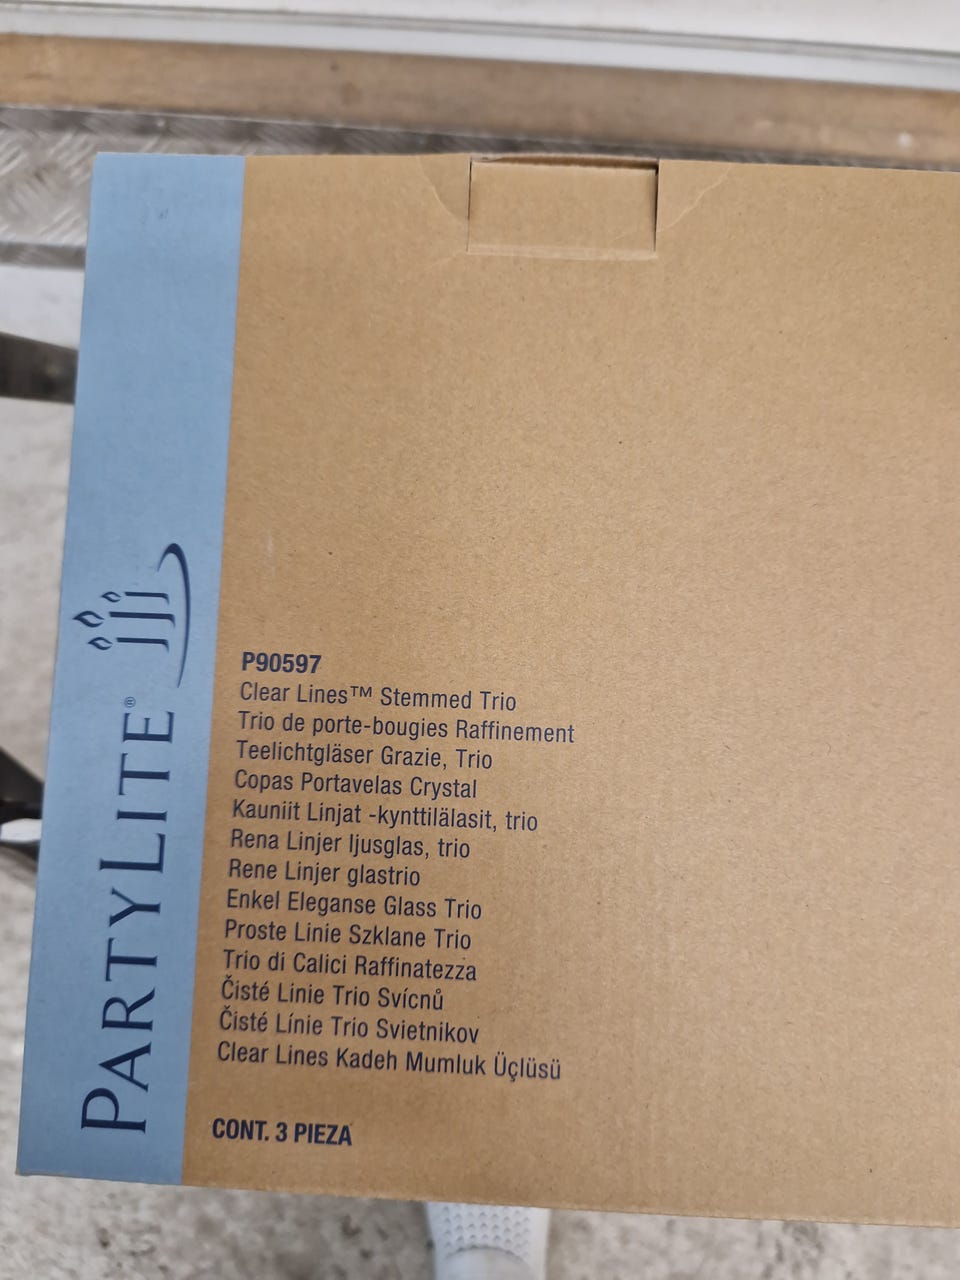 PARTYLITE®
P90597
Clear Lines™ Stemmed Trio
Trio de porte-bougies Raffinement
Teelichtgläser Grazie, Trio
Copas Portavelas Crystal
Kauniit Linjat -kynttilälasit, trio
Rena Linjer ljusglas, trio
Rene Linjer glastrio
Enkel Eleganse Glass Trio
Proste Linie Szklane Trio
Trio di Calici Raffinatezza
Čisté Linie Trio Svícnů
Čisté Línie Trio Svietnikov
Clear Lines Kadeh Mumluk Üçlüsü
CONT. 3 PIEZA